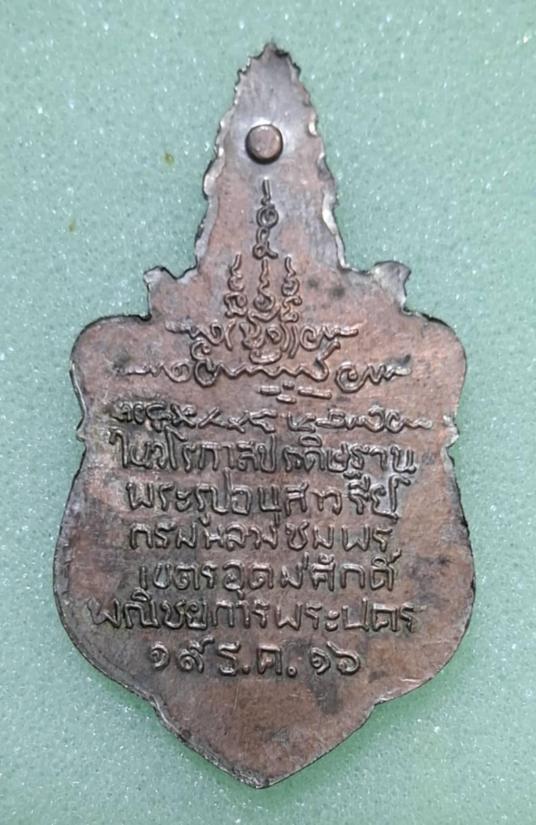 ในวโรกาสประดิษฐาน
พระรูปอนุสาวรีย์
กรมหลวงชุมพร
เขตรอุดมศักดิ์
พณิชยการพระนคร
๑๙ ธ.ค. ๑๖